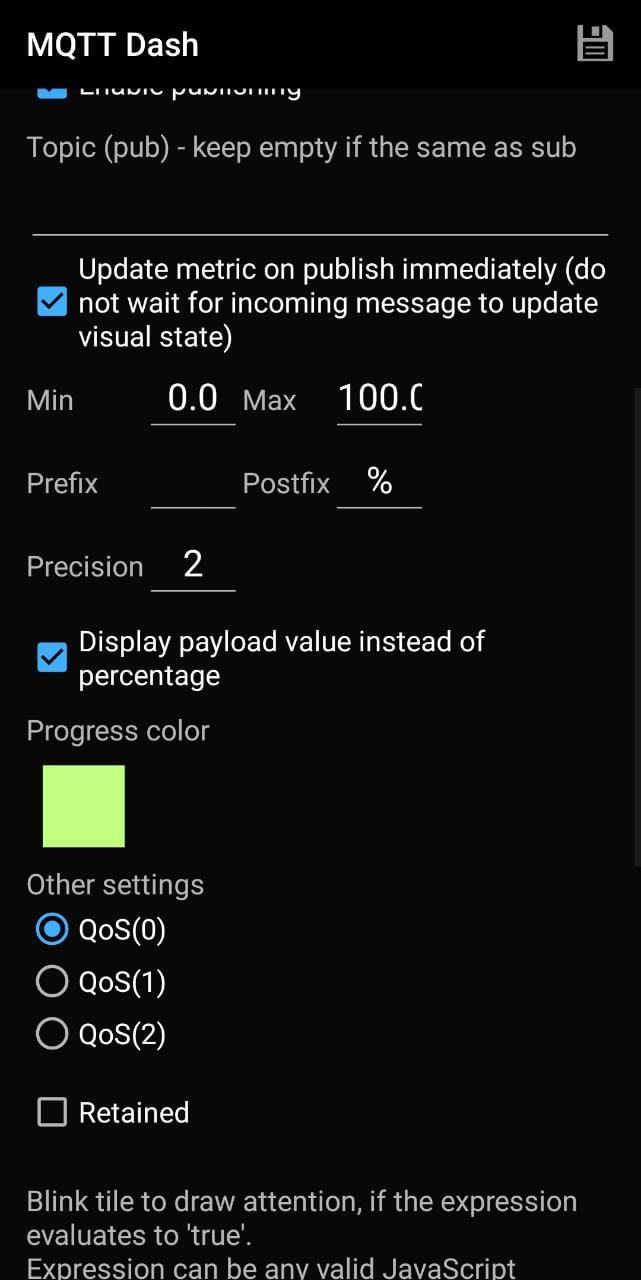 MQTT Dash
Enable publishing
Topic (pub) - keep empty if the same as sub
Update metric on publish immediately (do
not wait for incoming message to update
visual state)
Min 0.0 Max 100.0
Prefix Postfix %
Precision 2
Display payload value instead of
percentage
Progress color
Other settings
QoS(0)
QoS(1)
QoS(2)
Retained
Blink tile to draw attention, if the expression
evaluates to 'true'.
Expression can be any valid JavaScript